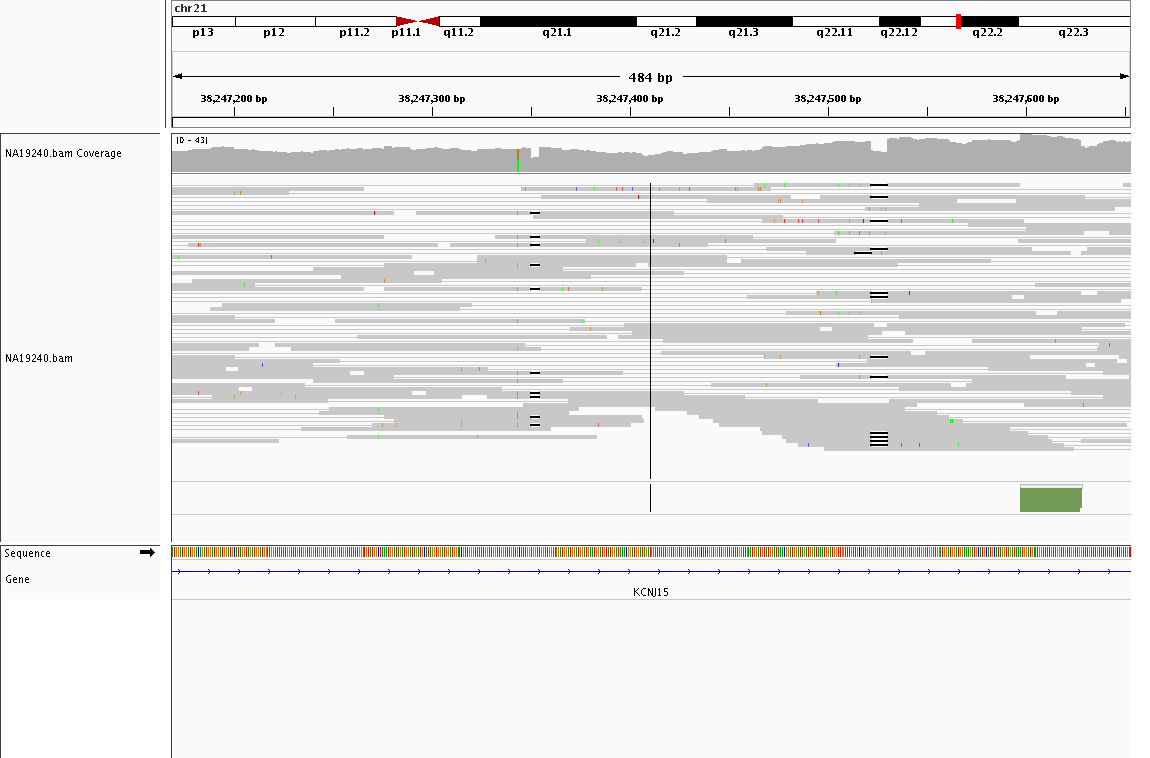 chr21
p13 p12 p11.2 p11.1 q11.2 q21.1 q21.2 q21.3 q22.11 q22.12 q22.2 q22.3
484 bp
38,247,200 bp 38,247,300 bp 38,247,400 bp 38,247,500 bp 38,247,600 bp
[0 - 43]
NA19240.bam Coverage
NA19240.bam
Sequence
Gene
KCNJ15